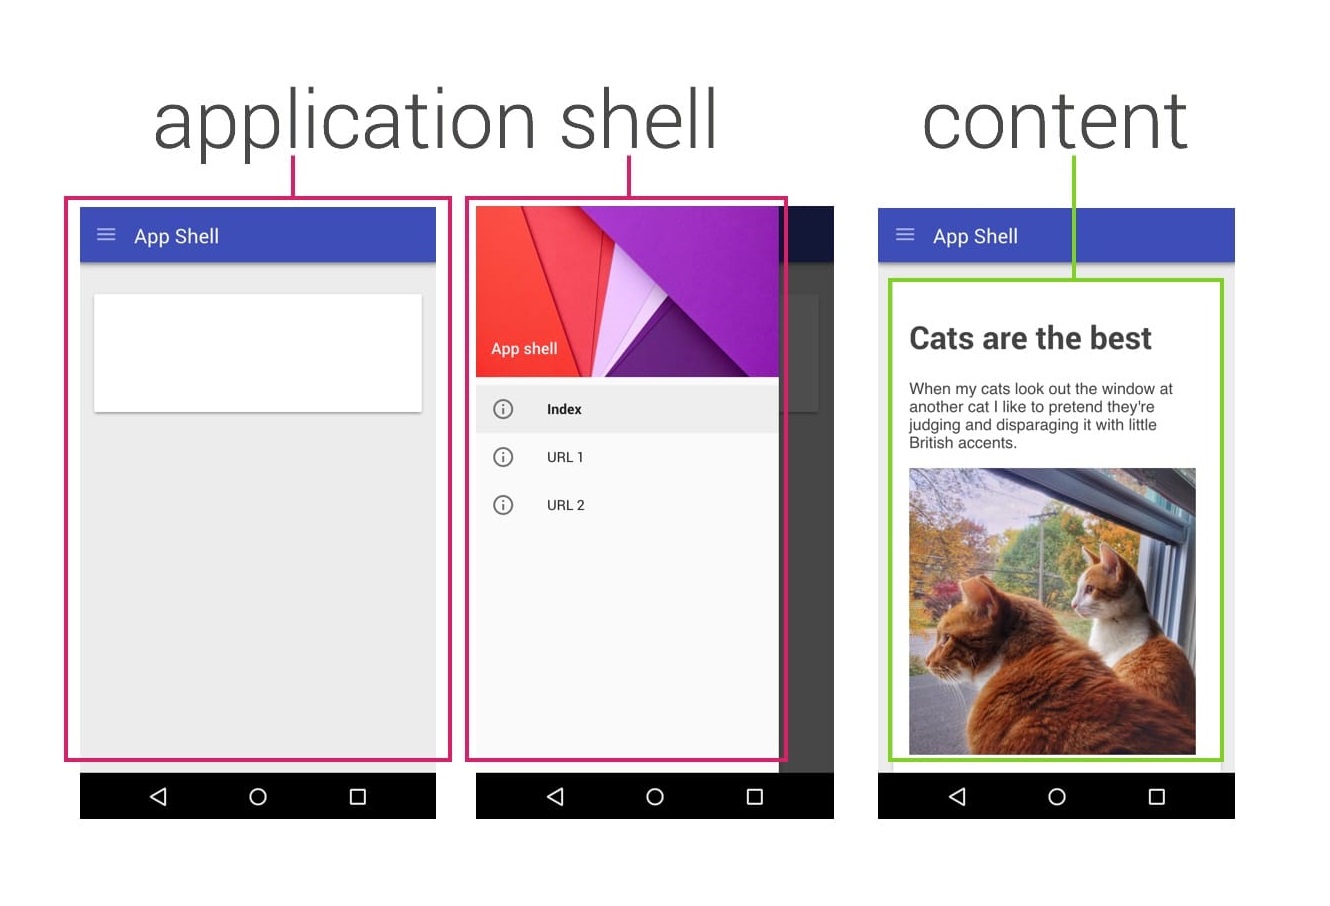 application shell
content
App Shell
App shell
Index
URL 1
URL 2
App Shell
Cats are the best
When my cats look out the window at
another cat I like to pretend they're
judging and disparaging it with little
British accents.